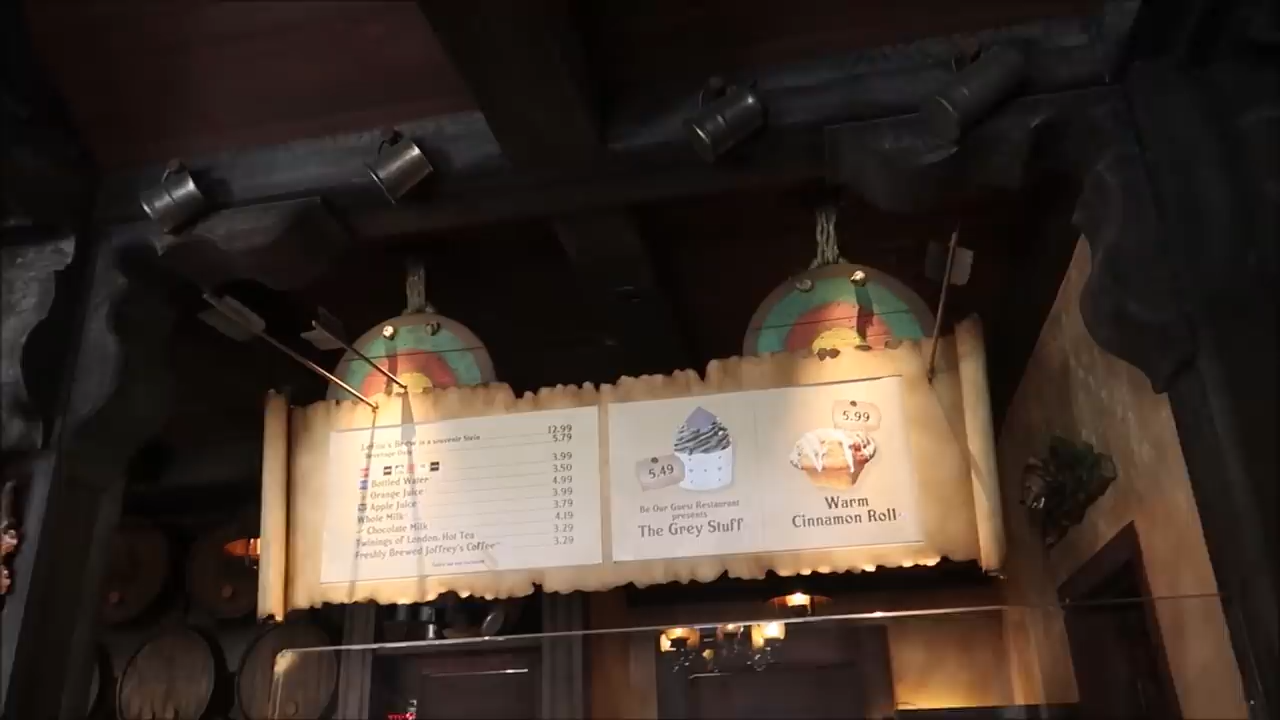 LeFou's Brew in a souvenir Stein 12.99
Beverage Only 5.79
3.99
Bottled Water 3.50
Orange Juice 4.99
Apple Juice 3.99
Whole Milk 3.79
Chocolate Milk 4.19
Twinings of London Hot Tea 3.29
Freshly Brewed Joffrey's Coffee 3.29
5.49
Be Our Guest Restaurant
presents
The Grey Stuff
5.99
Warm
Cinnamon Roll